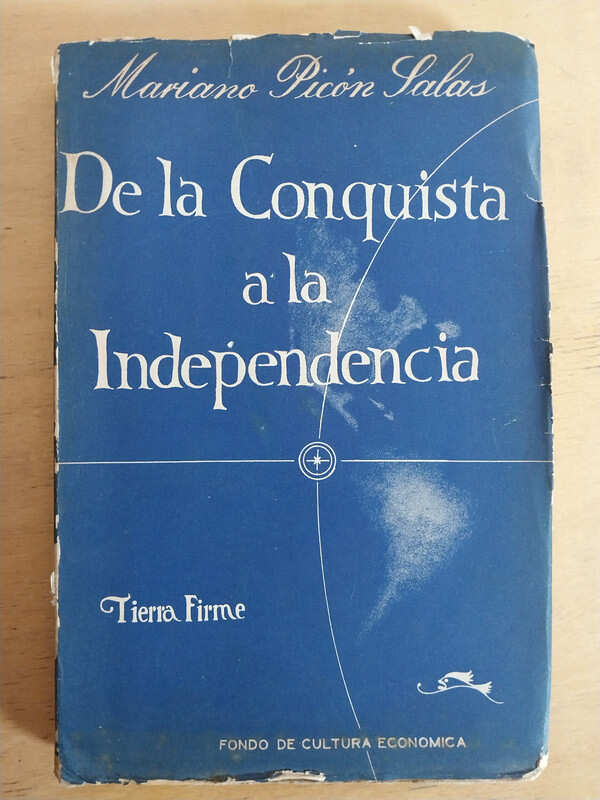 Mariano Picón Salas
De la Conquista
a la
Independencia
Tierra Firme
FONDO DE CULTURA ECONOMICA